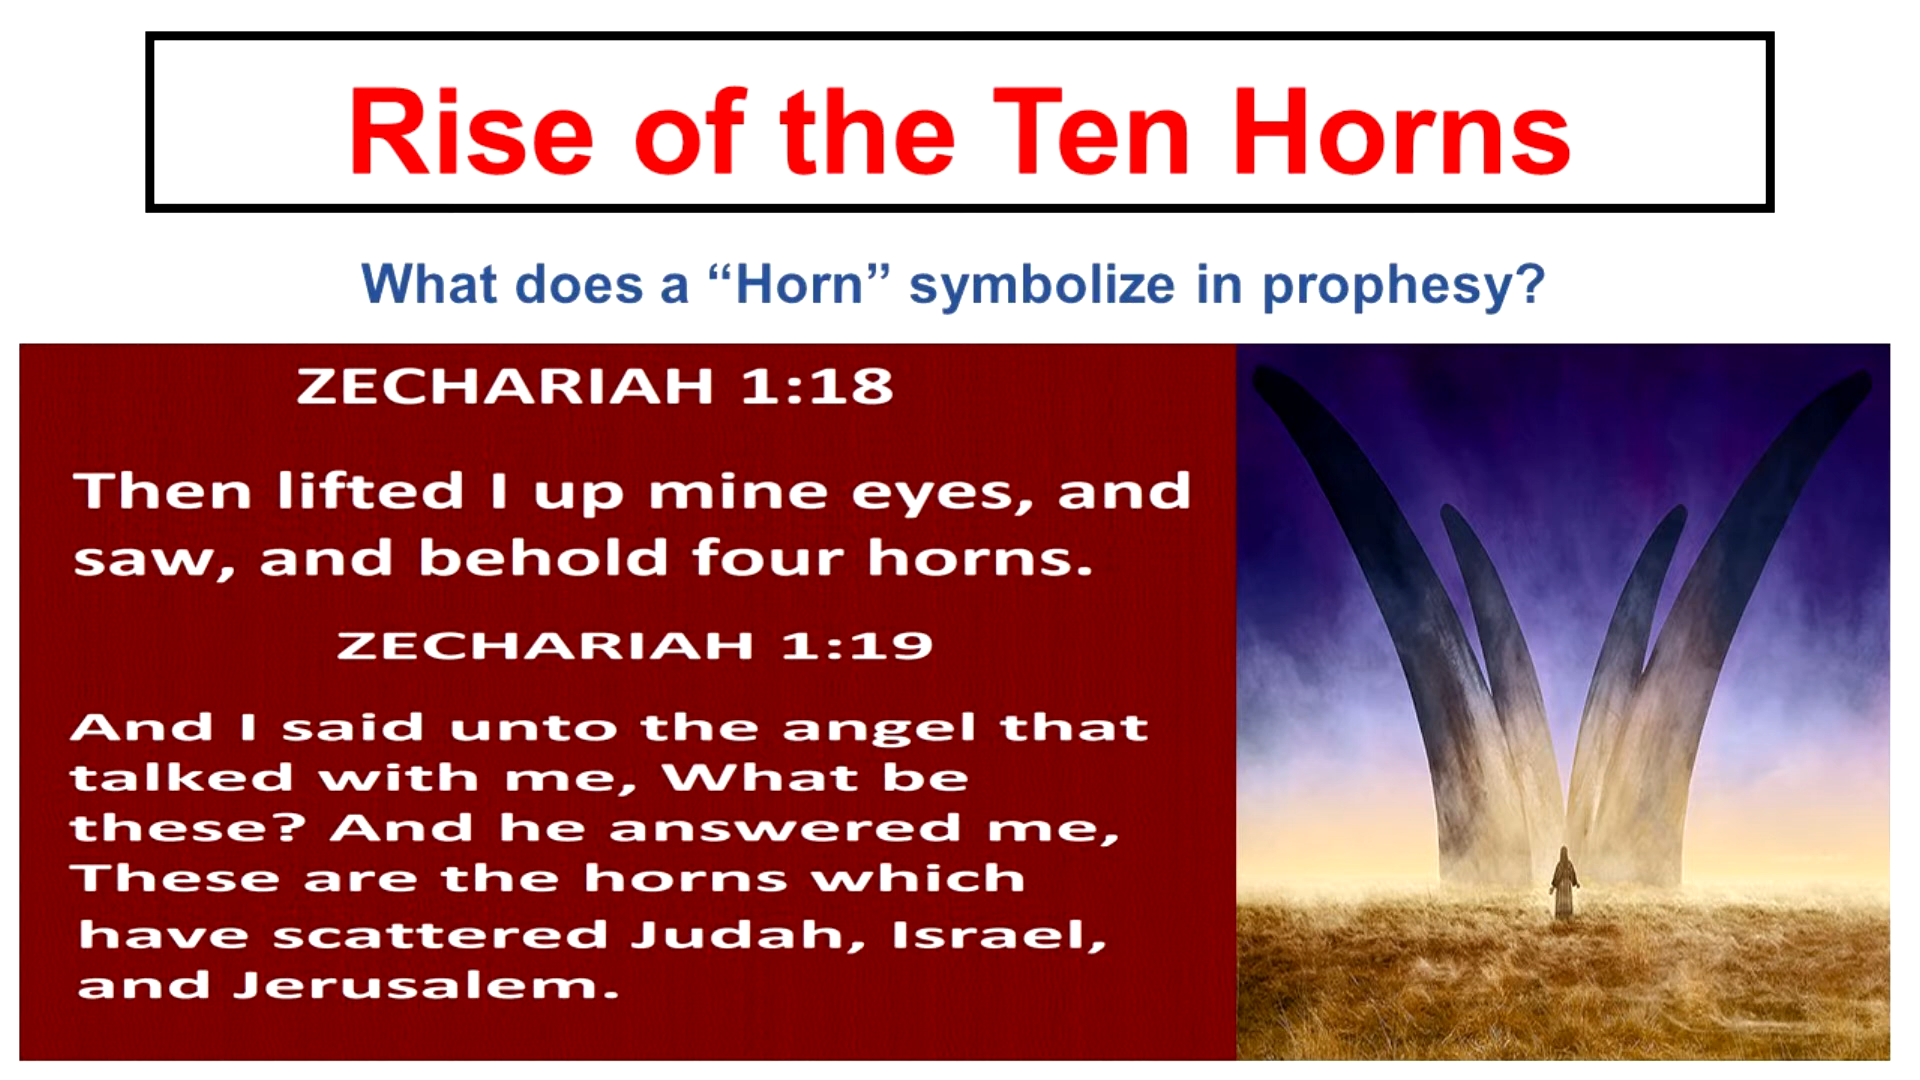 Rise of the Ten Horns
What does a “Horn” symbolize in prophesy?
ZECHARIAH 1:18
Then lifted I up mine eyes, and
saw, and behold four horns.
ZECHARIAH 1:19
And I said unto the angel that
talked with me, What be
these? And he answered me,
These are the horns which
have scattered Judah, Israel,
and Jerusalem.